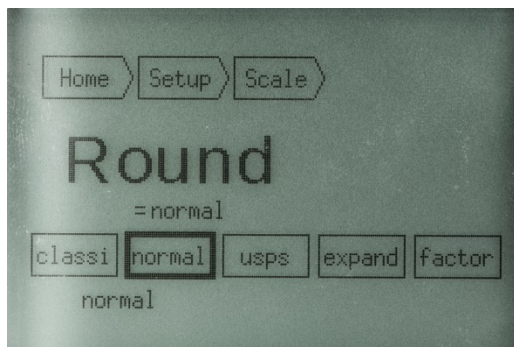 Home Setup Scale
Round
=normal
classi normal usps expand factor
normal